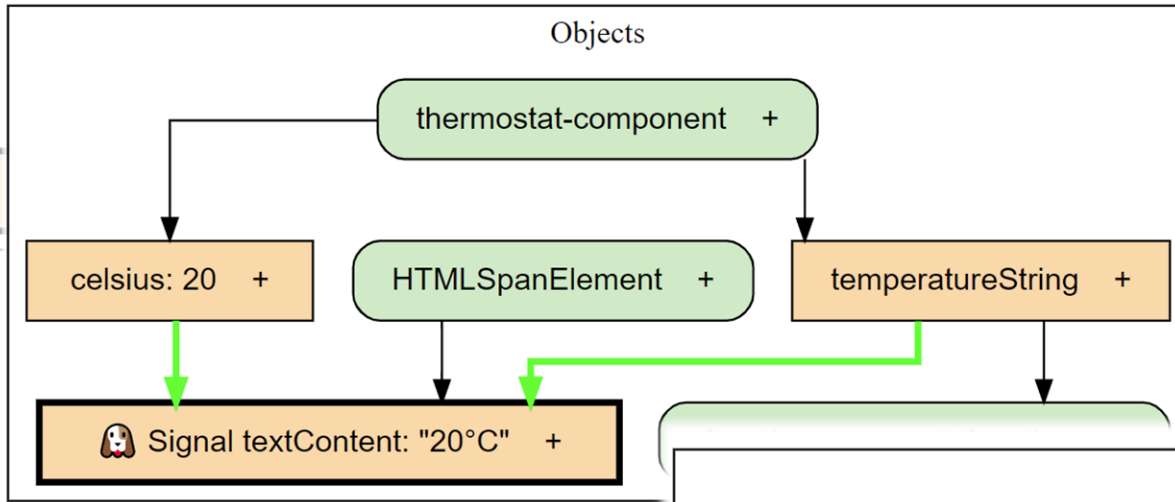 Objects
thermostat-component +
celsius: 20 +
HTMLSpanElement +
temperatureString +
Signal textContent: "20°C" +